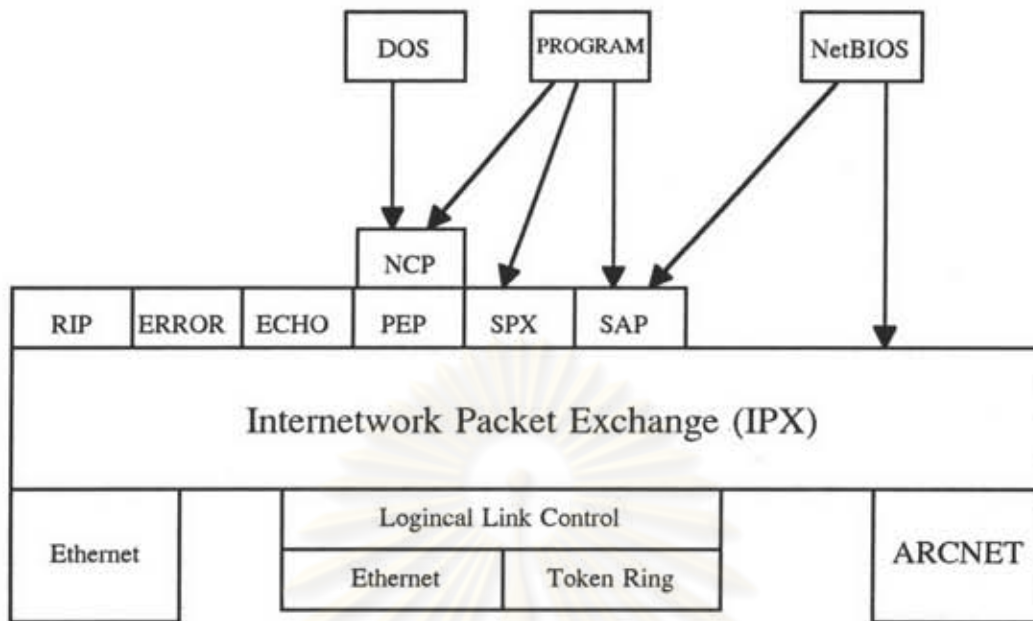 DOS PROGRAM NetBIOS
NCP
RIP ERROR ECHO PEP SPX SAP
Internetwork Packet Exchange (IPX)
Logincal Link Control
Ethernet ARCNET
Ethernet Token Ring